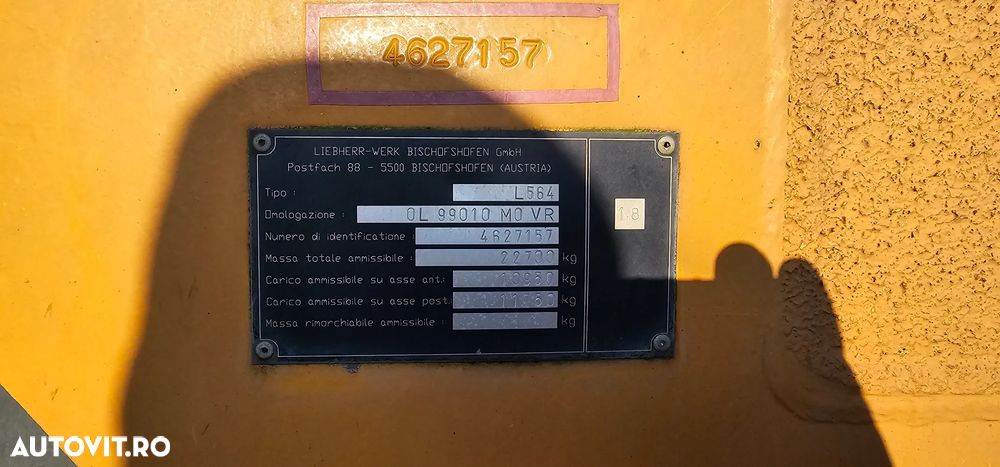 4627157
LIEBHERR-WERK BISCHOFSHOFEN GmbH
Postfach 88 - 5500 BISCHOFSHOFEN (AUSTRIA)
Tipo : L564
Omologazione : OL 99010 MO VR
Numero di identificatione : 4627157
Massa totale ammissibile : 22700 kg
Carico ammissibile su asse ant.: kg
Carico ammissibile su asse post.: kg
Massa rimorchiabile ammissibile : kg
1,8
AUTOVIT.RO